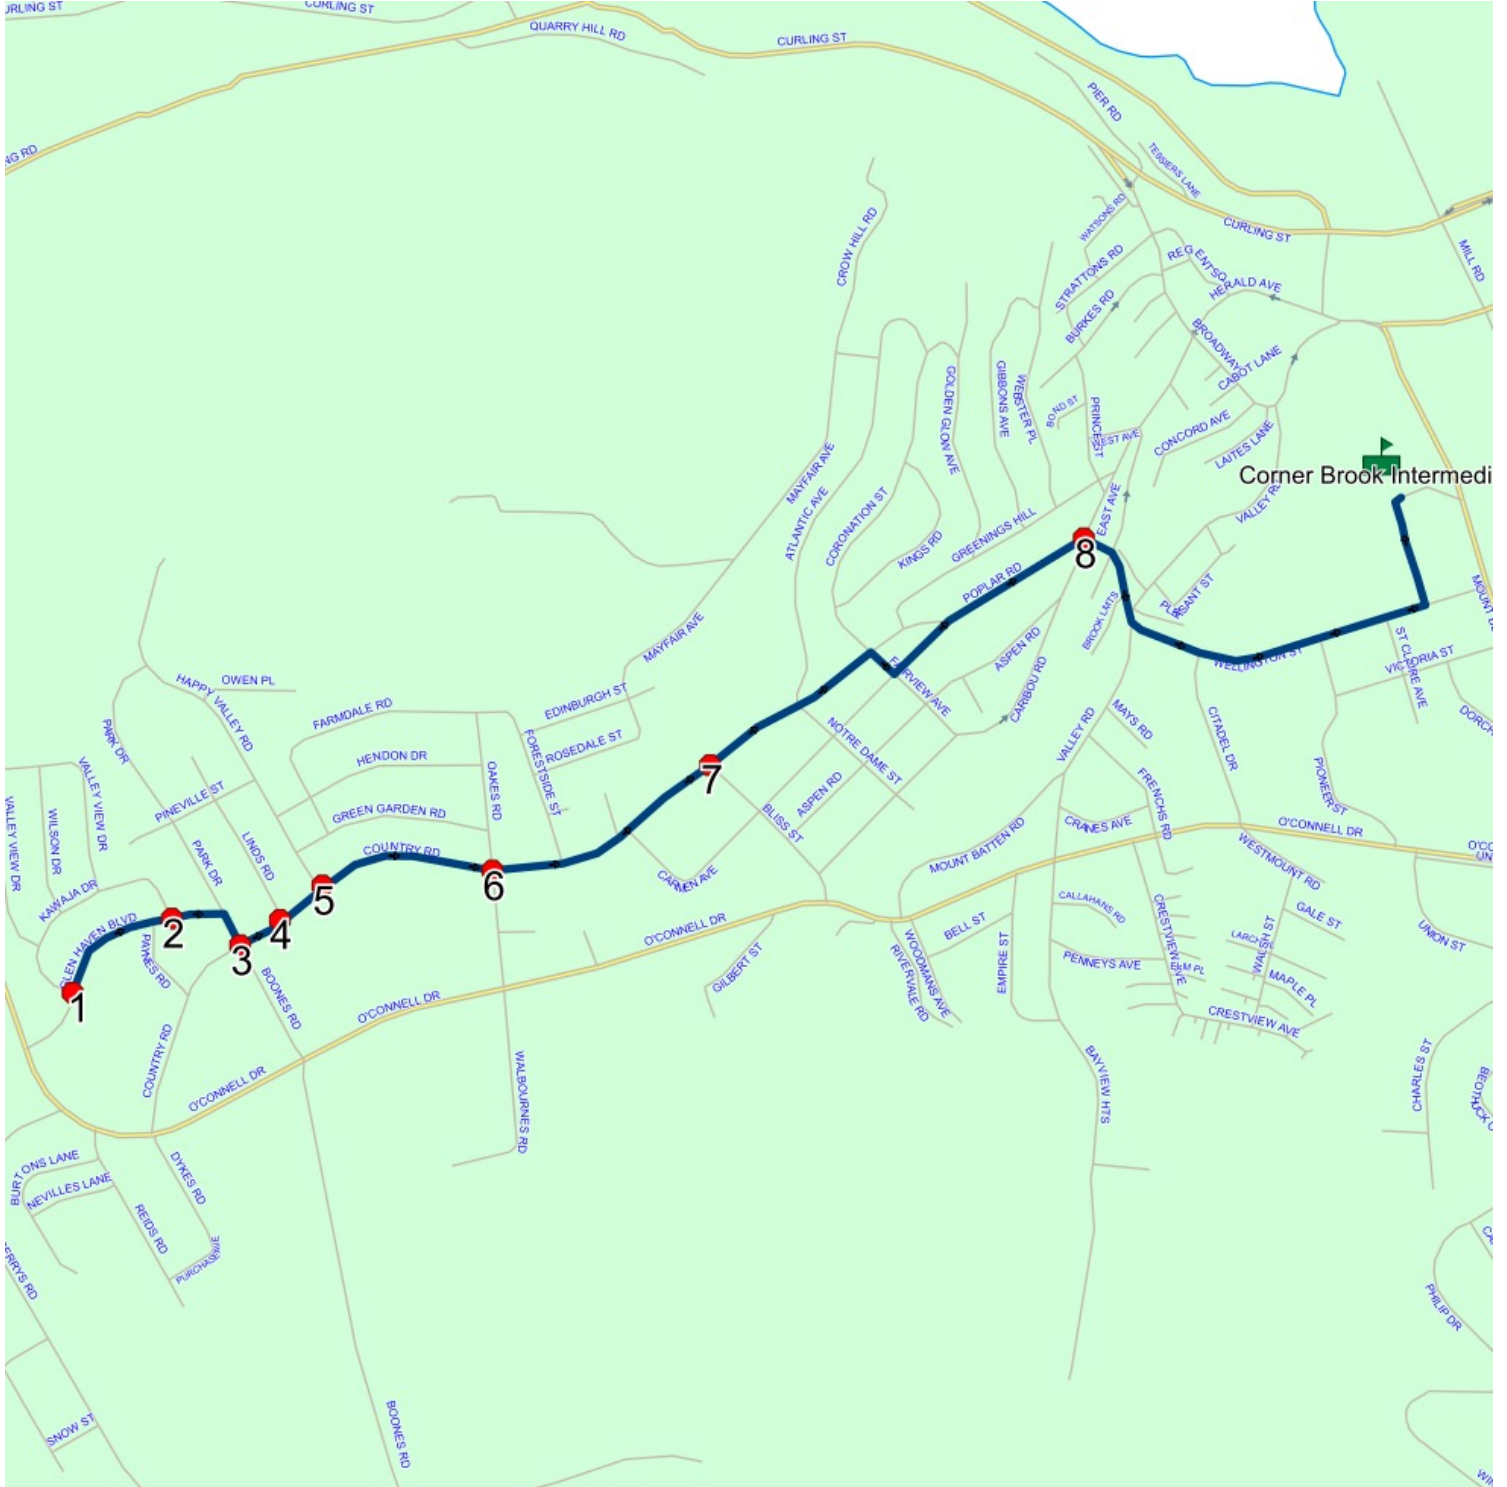 CURLING ST
QUARRY HILL RD
CURLING ST
PIER RD
TESSIERS LANE
WATSONS RD
CURLING ST
MILL RD
CROW HILL RD
STRATTONS RD
REGENT SQ
HERALD AVE
BURKES RD
BROADWAY
CABOT LANE
GOLDEN GLOW AVE
GIBBONS AVE
WEBSTER PL
BOND ST
PRINCE ST
WEST AVE
CONCORD AVE
LAITES LANE
MAYFAIR AVE
ATLANTIC AVE
CORONATION ST
KINGS RD
GREENINGS HILL
EAST AVE
VALLEY RD
Corner Brook Intermedi
8
POPLAR RD
BROOK LMTS
PLEASANT ST
MAYFAIR AVE
ASPEN RD
CARIBOU RD
FAIRVIEW AVE
WELLINGTON ST
ST CLARE AVE
VICTORIA ST
OWEN PL
HAPPY VALLEY RD
FARMDALE RD
EDINBURGH ST
ROSEDALE ST
FORESTSIDE ST
PARK DR
VALLEY VIEW DR
HENDON DR
OAKES RD
7
NOTRE DAME ST
ASPEN RD
BLISS ST
VALLEY RD
MAYS RD
CITADEL DR
PIONEER ST
VALLEY VIEW DR
WILSON DR
PINEVILLE ST
GREEN GARDEN RD
FRENCHS RD
CRANES AVE
O'CONNELL DR
PARK DR
LINDS RD
COUNTRY RD
6
CARMEN AVE
MOUNT BATTEN RD
WESTMOUNT RD
KAWAJA DR
5
4
3
2
1
GLEN HAVEN BLVD
PAYNES RD
BOONES RD
O'CONNELL DR
CALLAHANS RD
CRESTVIEW AVE
GALE ST
WALSH ST
UNION ST
BELL ST
WOODMANS AVE
RIVERVALE RD
EMPIRE ST
PENNEYS AVE
ELM PL
MAPLE PL
GILBERT ST
CRESTVIEW AVE
O'CONNELL DR
COUNTRY RD
O'CONNELL DR
WALBOURNES RD
BAYVIEW HTS
CHARLES ST
BURTONS LANE
NEVILLES LANE
DYKES RD
REIDS RD
PURCHASE AVE
PHILIP DR
SNOW ST
BOONES RD